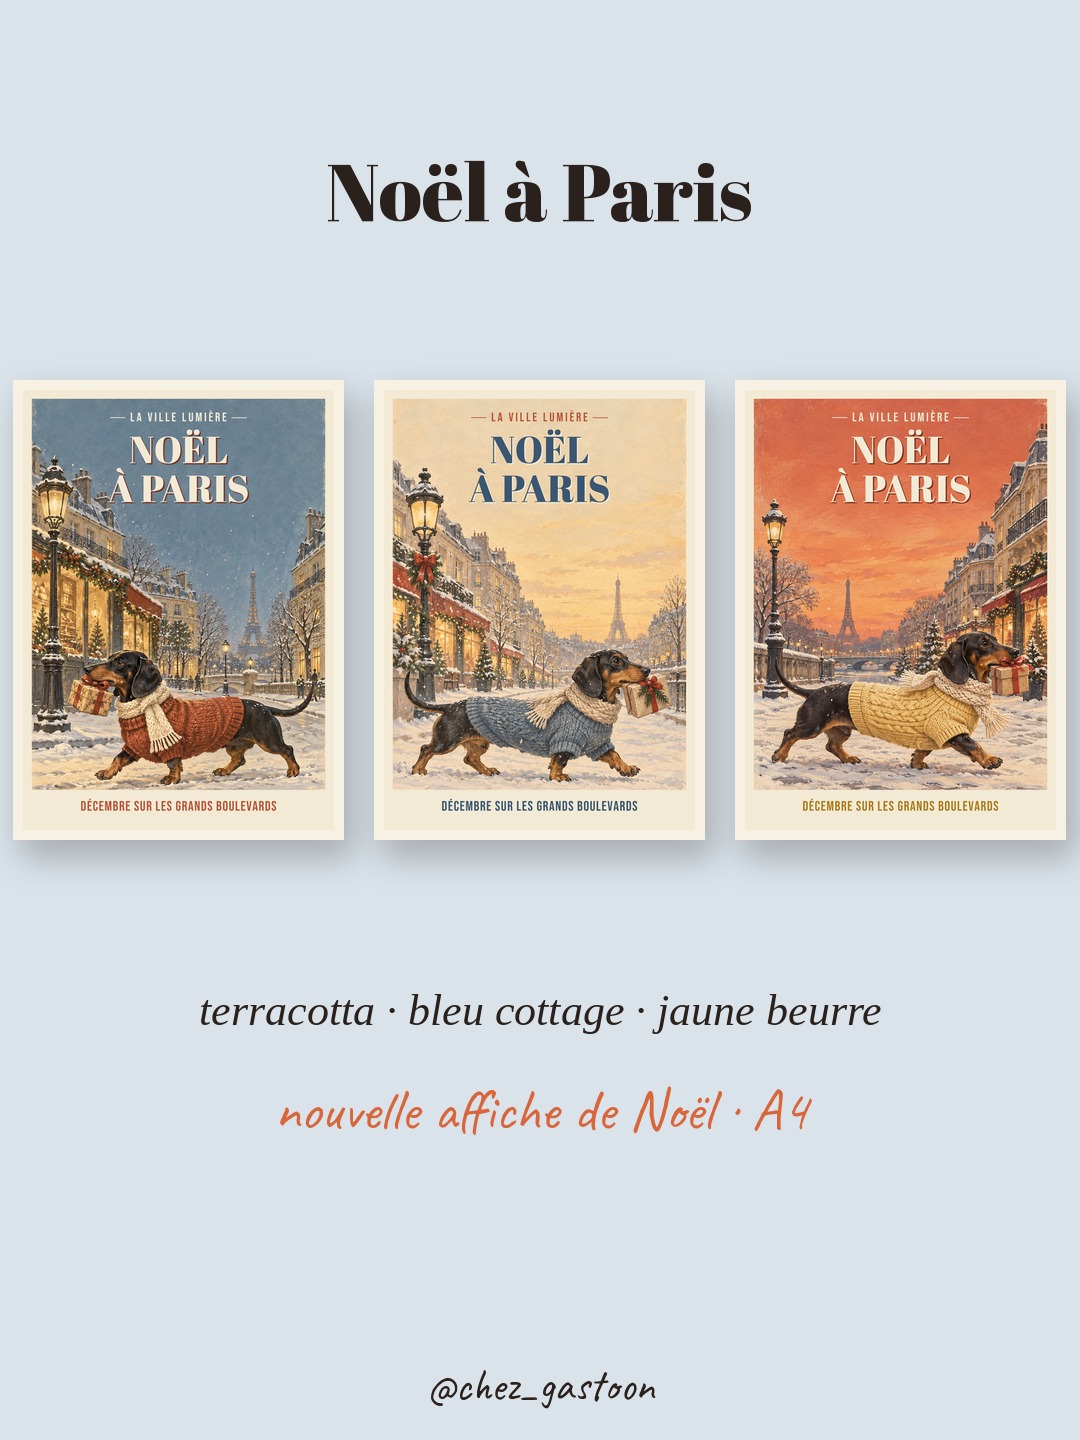 Noël à Paris
LA VILLE LUMIÈRE
NOËL
À PARIS
DÉCEMBRE SUR LES GRANDS BOULEVARDS
LA VILLE LUMIÈRE
NOËL
À PARIS
DÉCEMBRE SUR LES GRANDS BOULEVARDS
LA VILLE LUMIÈRE
NOËL
À PARIS
DÉCEMBRE SUR LES GRANDS BOULEVARDS
terracotta · bleu cottage · jaune beurre
nouvelle affiche de Noël · A4
@chez_gastoon